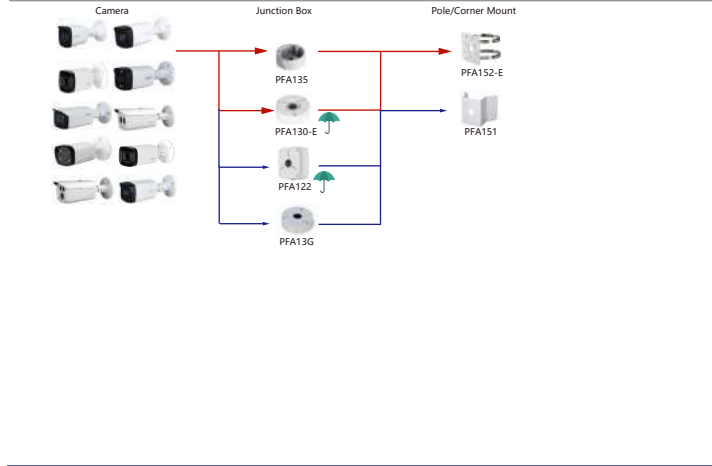 Camera Junction Box Pole/Corner Mount
PFA135
PFA152-E
PFA130-E
PFA151
PFA122
PFA13G